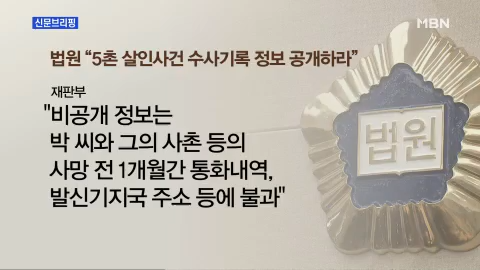 신문브리핑
MBN
법원 “5촌 살인사건 수사기록 정보 공개하라”
재판부
"비공개 정보는
박 씨와 그의 사촌 등의
사망 전 1개월간 통화내역,
발신기지국 주소 등에 불과"
법원